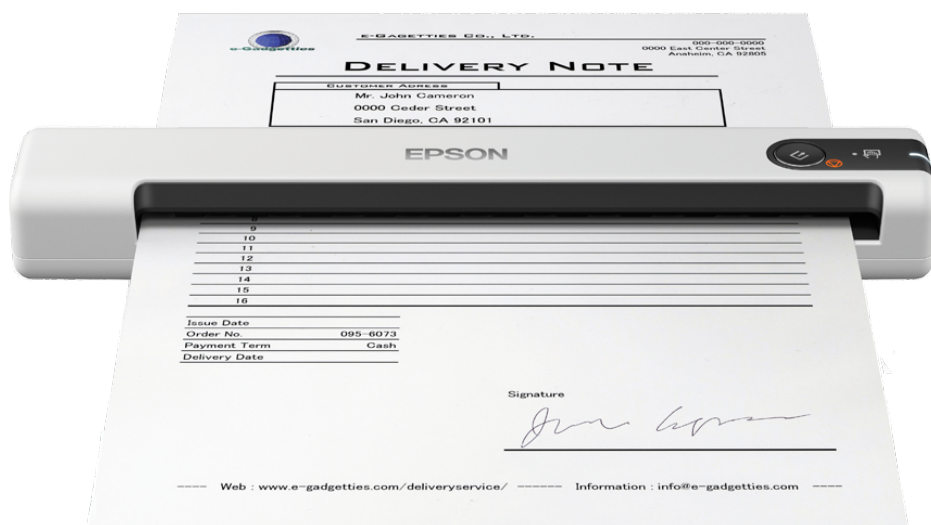 e-Gadgetties
E-GAGETTIES CO., LTD.
000-000-0000
0000 East Center Street
Anaheim, CA 92805
DELIVERY NOTE
CUSTOMER ADRESS
Mr. John Cameron
0000 Ceder Street
San Diego, CA 92101
EPSON
9
10
11
12
13
14
15
16
Issue Date
Order No. 095-6073
Payment Term Cash
Delivery Date
Signature
---- Web : www.e-gadgetties.com/deliveryservice/ ------ Information : info@e-gadgetties.com ----